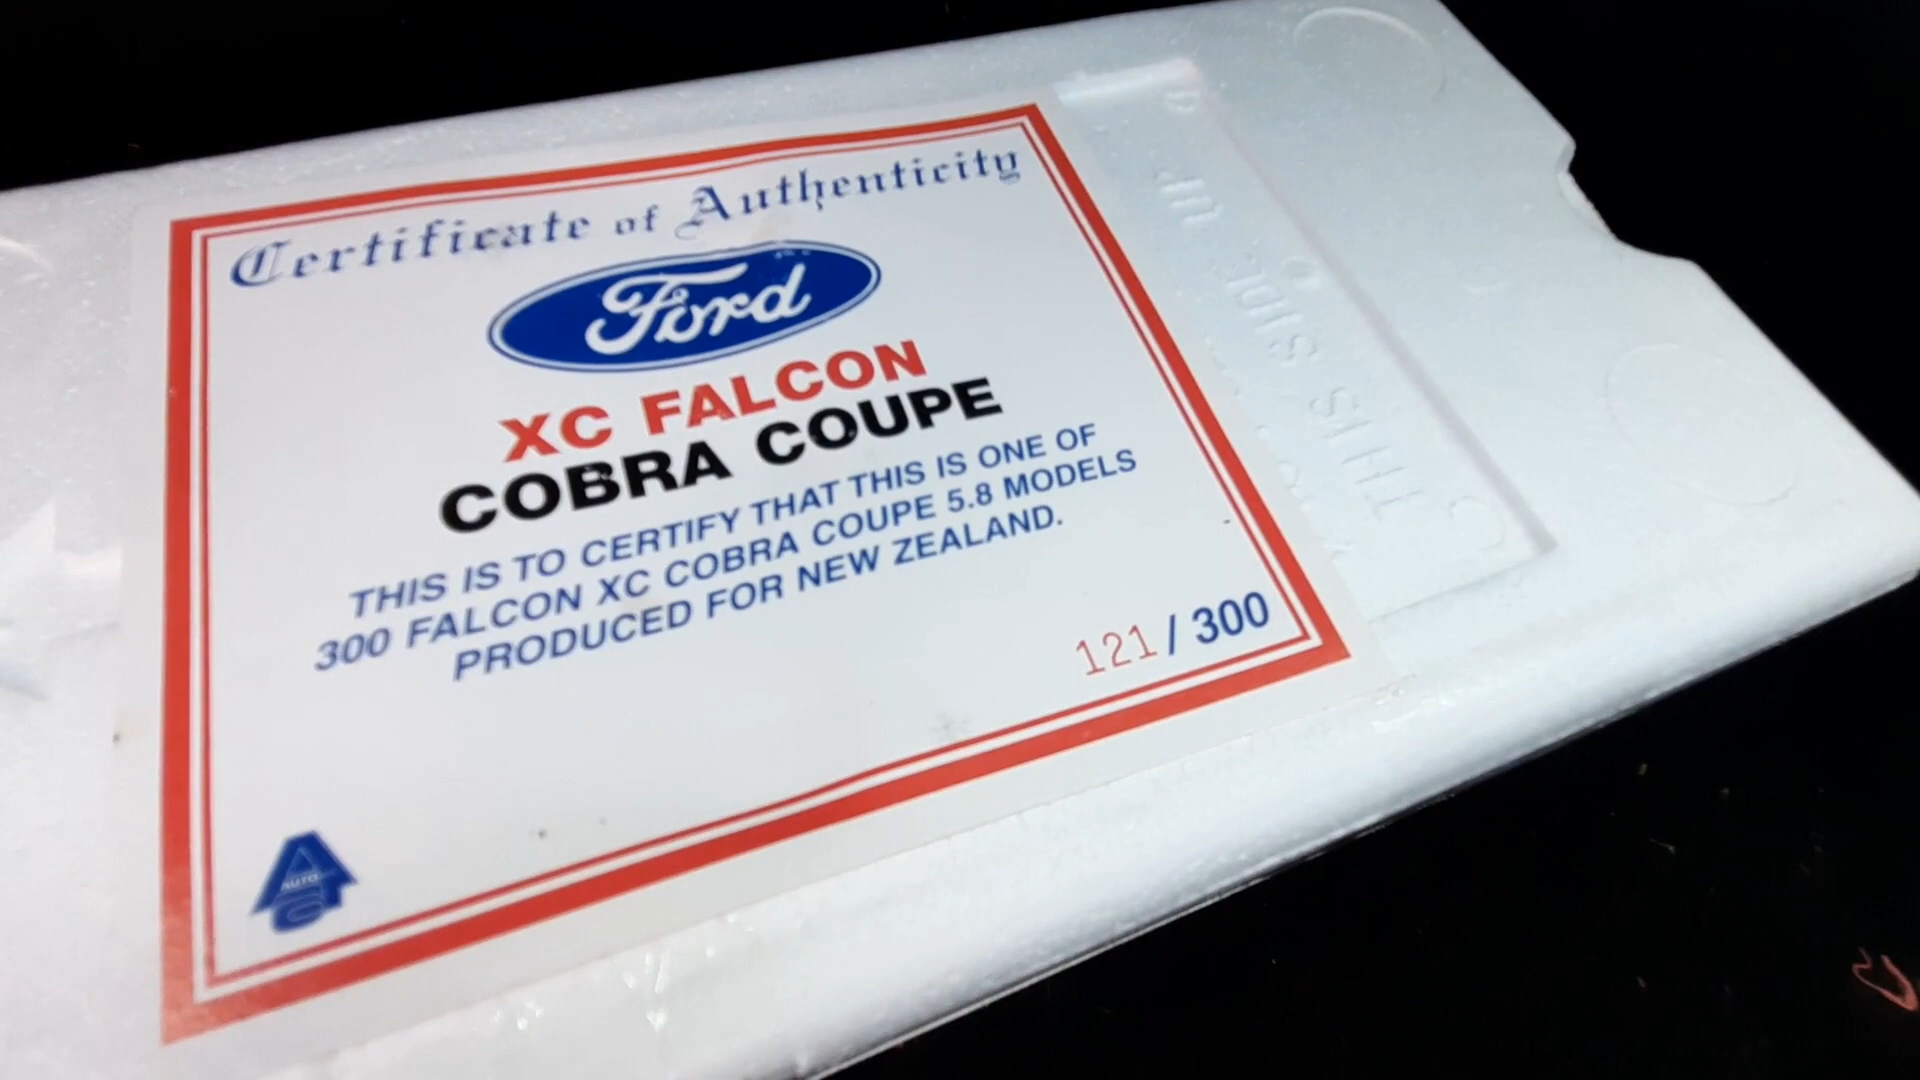 Certificate of Authenticity
Ford
XC FALCON
COBRA COUPE
THIS IS TO CERTIFY THAT THIS IS ONE OF
300 FALCON XC COBRA COUPE 5.8 MODELS
PRODUCED FOR NEW ZEALAND.
121 / 300
AUTO
THIS SIDE UP